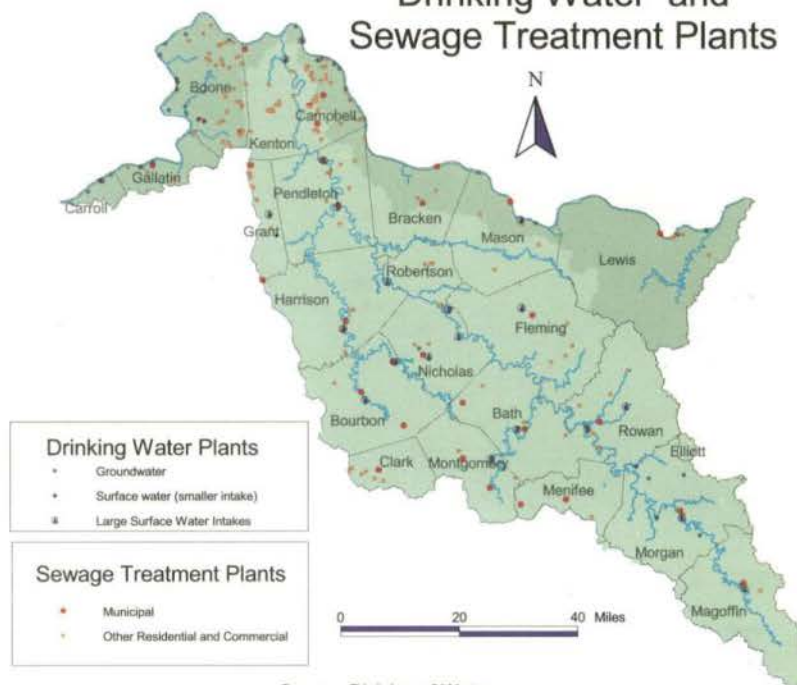 Drinking Water and
Sewage Treatment Plants
N
Boone
Campbell
Kenton
Gallatin
Carroll
Pendleton
Grant
Bracken
Mason
Lewis
Robertson
Harrison
Fleming
Nicholas
Bourbon
Bath
Rowan
Elliott
Clark
Montgomery
Menifee
Morgan
Magoffin
Drinking Water Plants
Groundwater
Surface water (smaller intake)
Large Surface Water Intakes
Sewage Treatment Plants
Municipal
Other Residential and Commercial
0 20 40 Miles